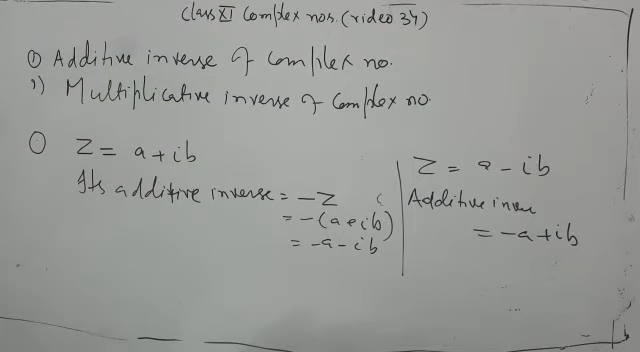 Class XI Complex nos. (video 34)
① Additive inverse of complex no.
2) Multiplicative inverse of complex no.
① Z = a + ib
Its additive inverse = -Z
= -(a+ib)
= -a - ib
Z = a - ib
Additive inverse
= -a + ib